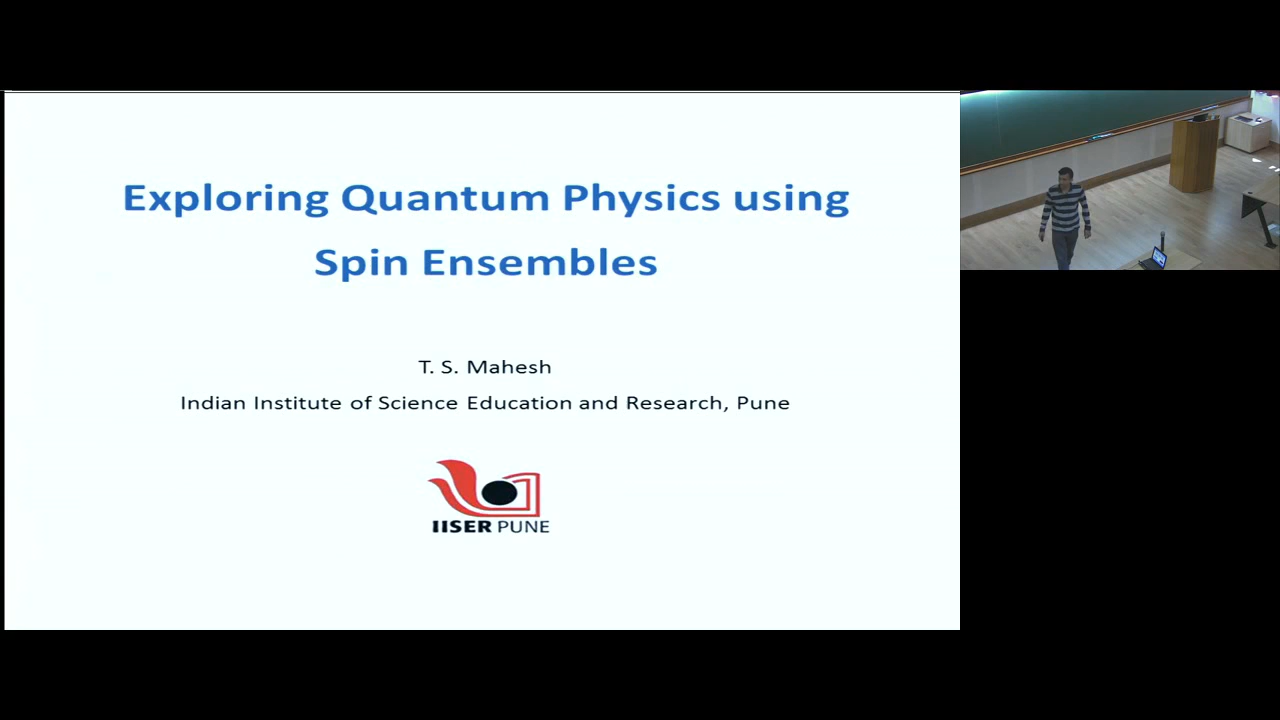 Exploring Quantum Physics using
Spin Ensembles
T. S. Mahesh
Indian Institute of Science Education and Research, Pune
IISER PUNE